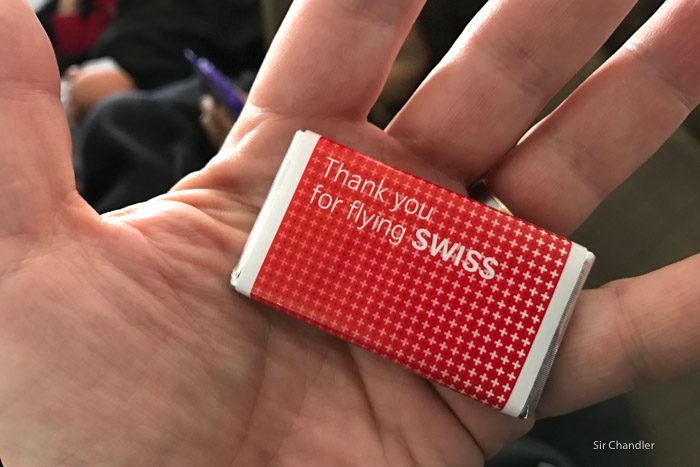 Thank you
for flying SWISS
Sir Chandler